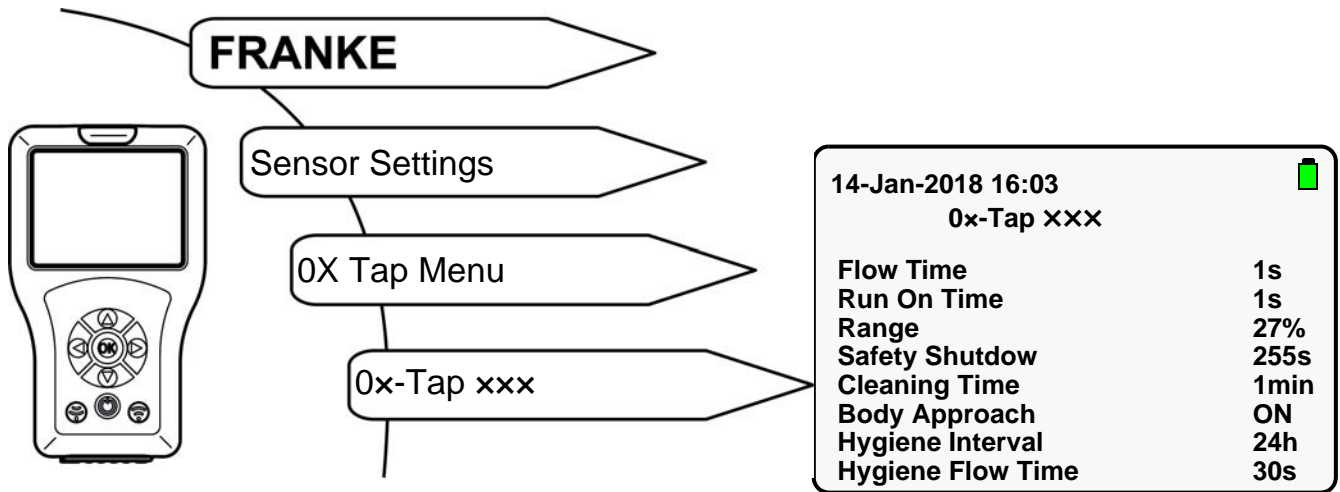 FRANKE
Sensor Settings
0X Tap Menu
0×-Tap ×××
OK
14-Jan-2018 16:03
0×-Tap ×××
Flow Time 1s
Run On Time 1s
Range 27%
Safety Shutdow 255s
Cleaning Time 1min
Body Approach ON
Hygiene Interval 24h
Hygiene Flow Time 30s